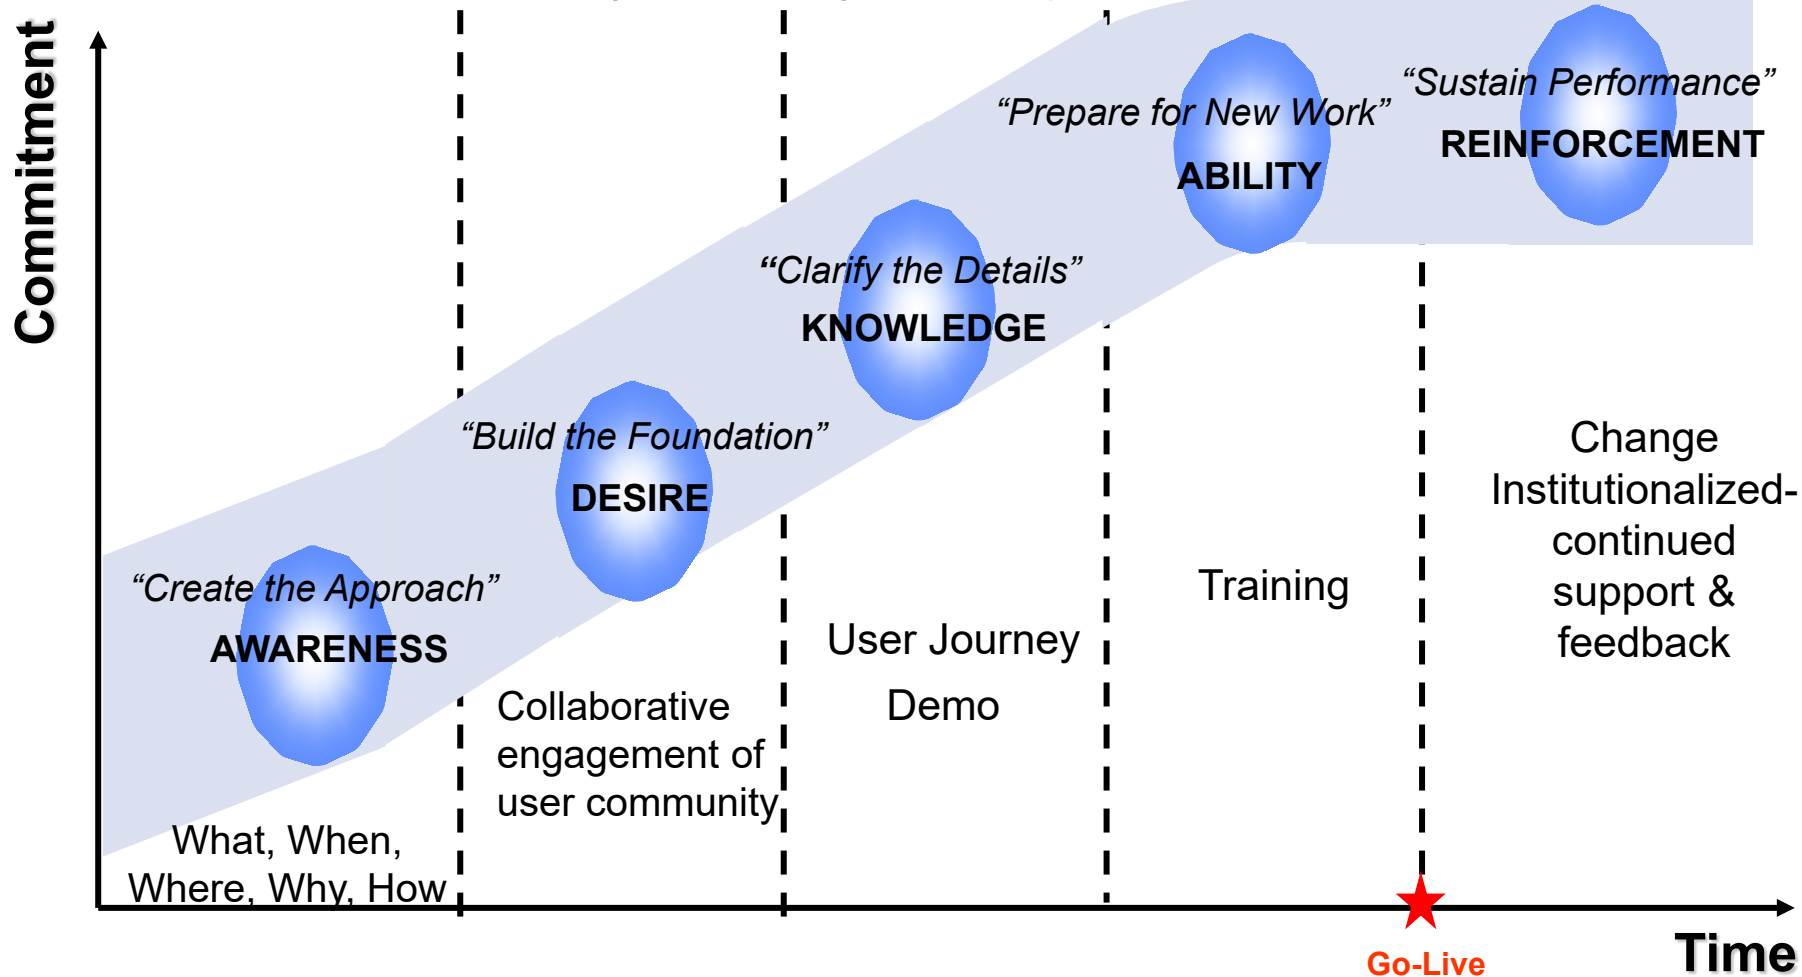 Commitment
“Sustain Performance”
REINFORCEMENT
“Prepare for New Work”
ABILITY
“Clarify the Details”
KNOWLEDGE
“Build the Foundation”
DESIRE
“Create the Approach”
AWARENESS
What, When,
Where, Why, How
Collaborative
engagement of
user community
User Journey
Demo
Training
Change
Institutionalized-
continued
support &
feedback
Go-Live
Time